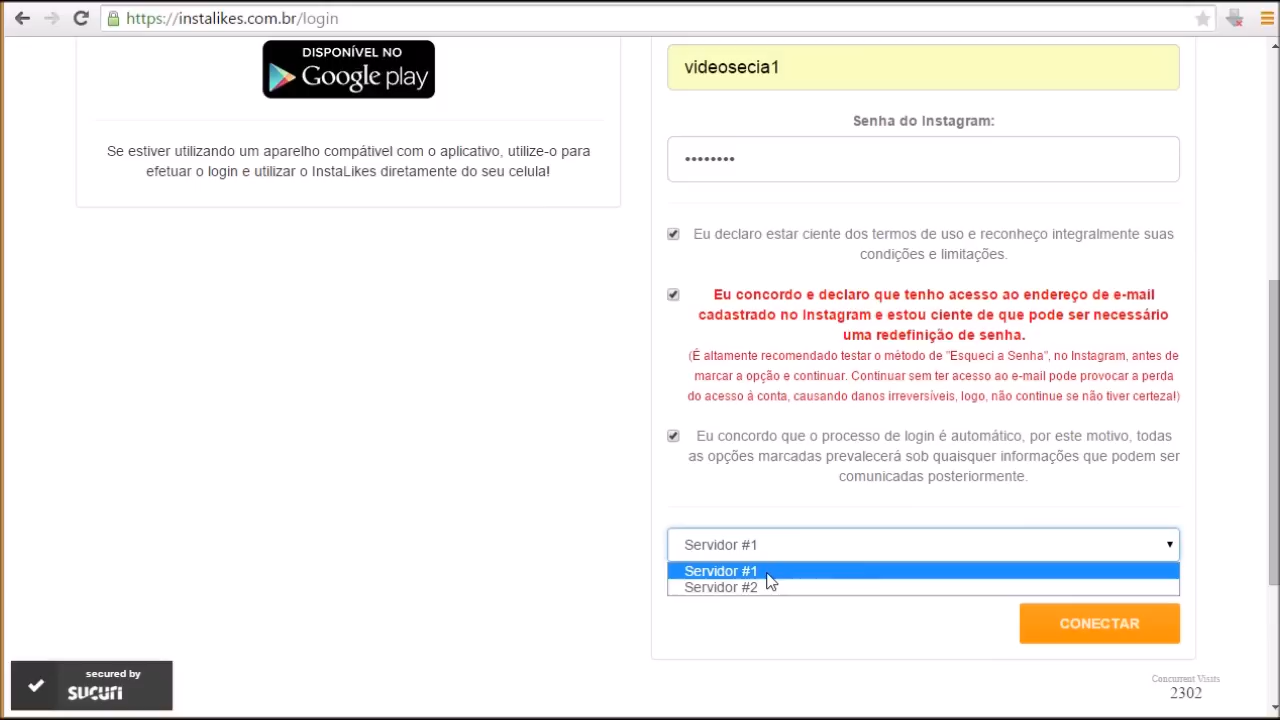 https://instalikes.com.br/login
DISPONÍVEL NO
Google play
Se estiver utilizando um aparelho compátivel com o aplicativo, utilize-o para
efetuar o login e utilizar o InstaLikes diretamente do seu celula!
videosecia1
Senha do Instagram:
••••••••
Eu declaro estar ciente dos termos de uso e reconheço integralmente suas
condições e limitações.
Eu concordo e declaro que tenho acesso ao endereço de e-mail
cadastrado no Instagram e estou ciente de que pode ser necessário
uma redefinição de senha.
(É altamente recomendado testar o método de "Esqueci a Senha", no Instagram, antes de
marcar a opção e continuar. Continuar sem ter acesso ao e-mail pode provocar a perda
do acesso à conta, causando danos irreversíveis, logo, não continue se não tiver certeza!)
Eu concordo que o processo de login é automático, por este motivo, todas
as opções marcadas prevalecerá sob quaisquer informações que podem ser
comunicadas posteriormente.
Servidor #1
Servidor #1
Servidor #2
CONECTAR
secured by
sucuri
Concurrent Visits
2302